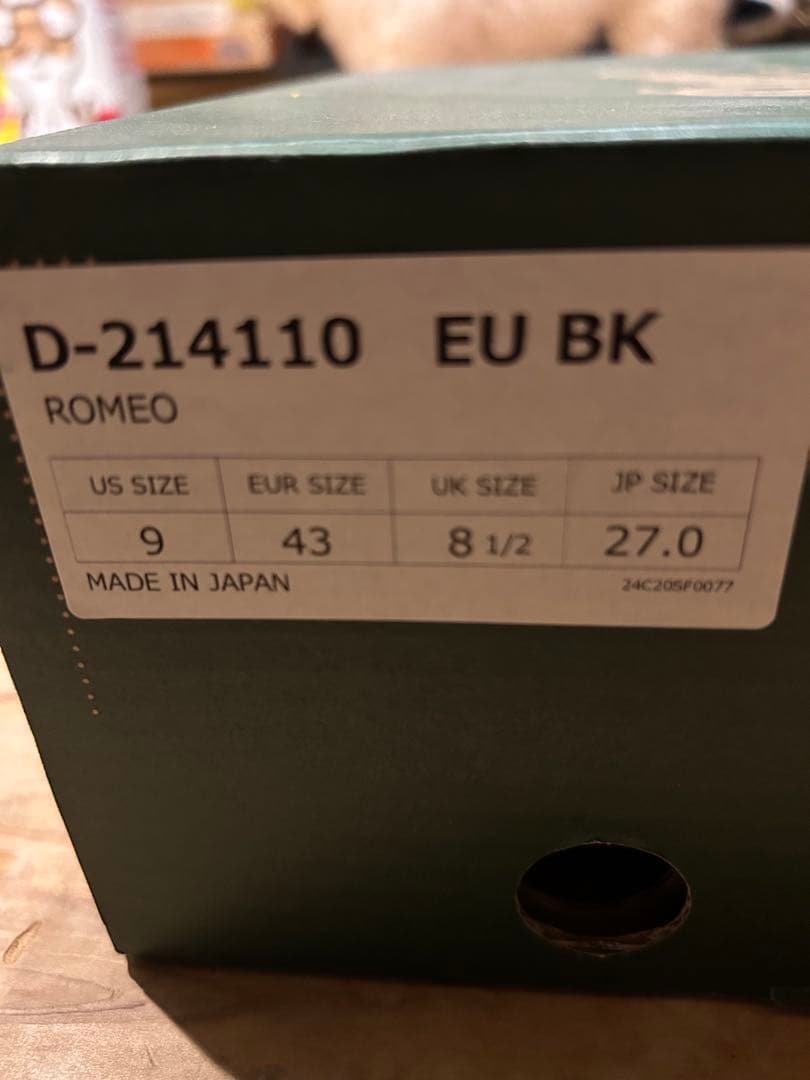 D-214110 EU BK
ROMEO
US SIZE EUR SIZE UK SIZE JP SIZE
9 43 8 1/2 27.0
MADE IN JAPAN 24C20SF0077